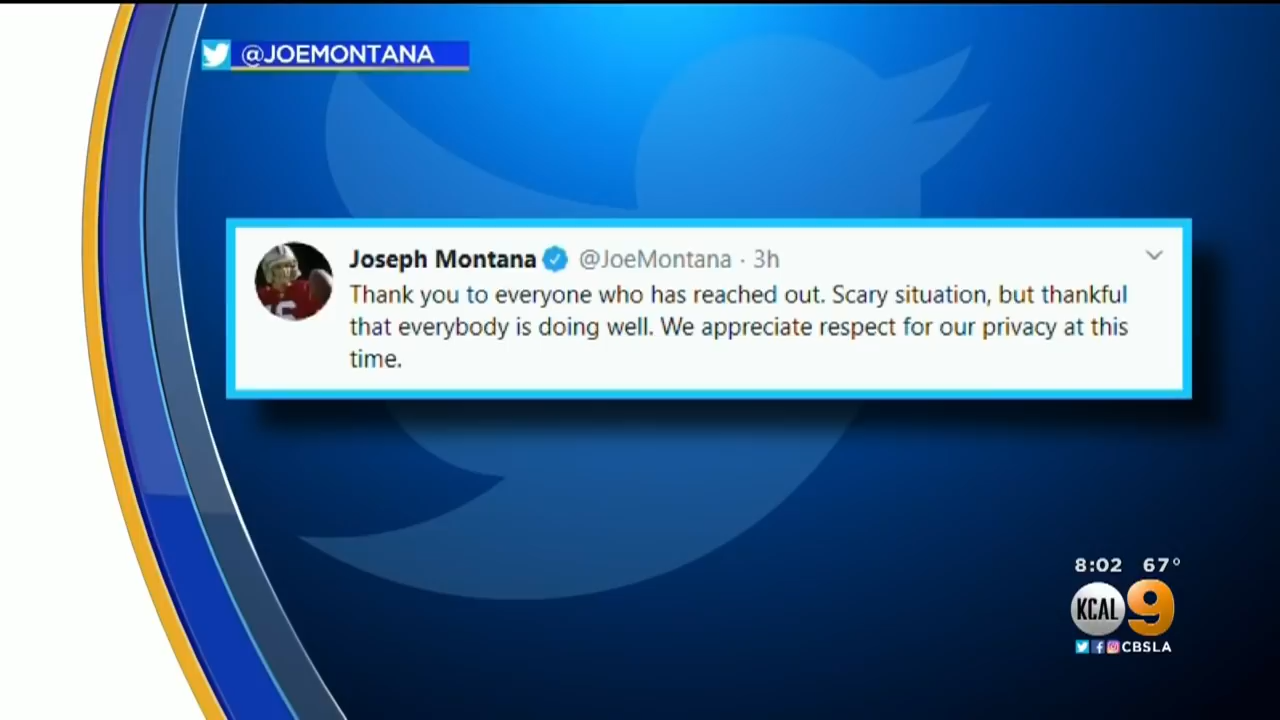 @JOEMONTANA
Joseph Montana @JoeMontana · 3h
Thank you to everyone who has reached out. Scary situation, but thankful
that everybody is doing well. We appreciate respect for our privacy at this
time.
8:02 67°
KCAL 9
CBSLA